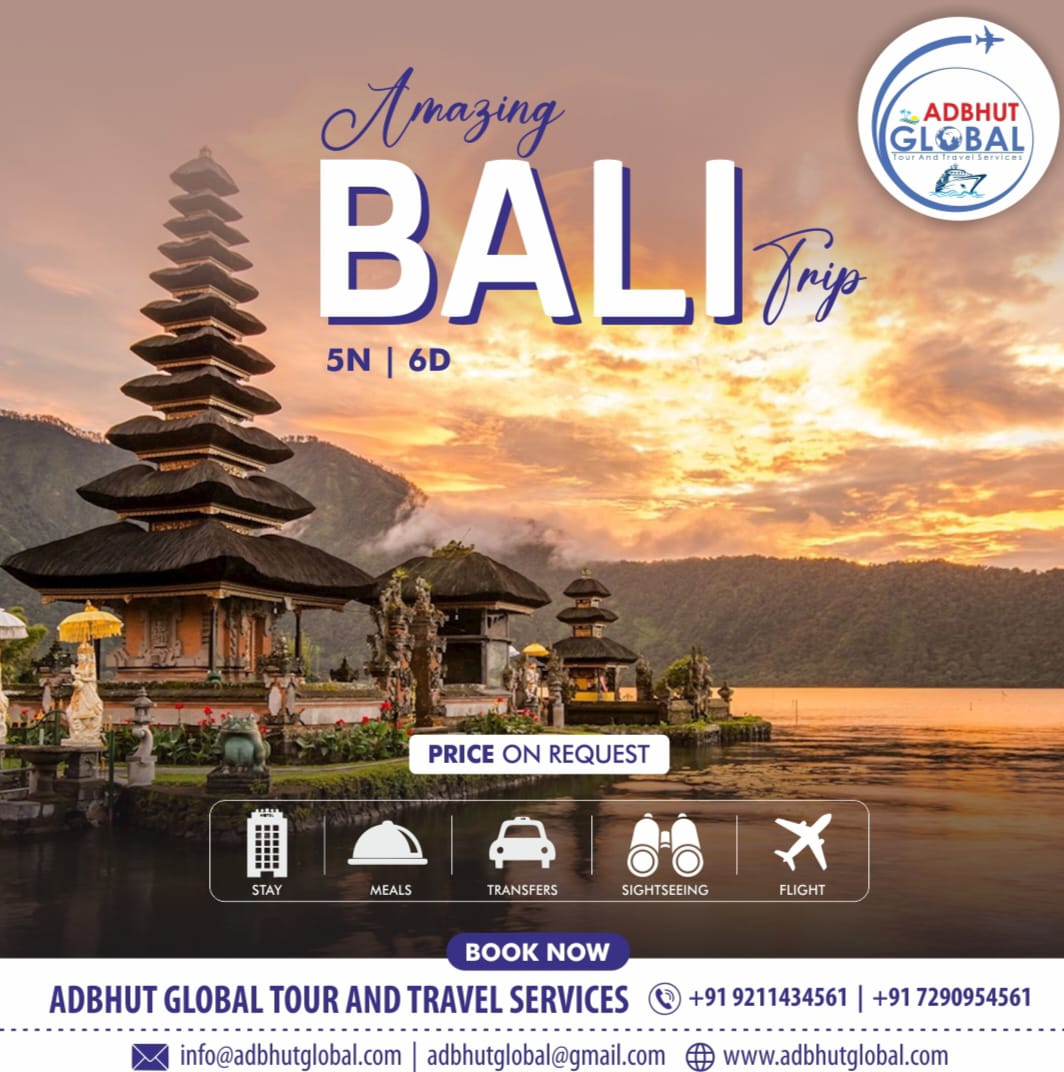 Amazing
BALI
Trip
5N | 6D
ADBHUT
GLOBAL
Tour And Travel Services
PRICE ON REQUEST
HOTEL
STAY
MEALS
TRANSFERS
SIGHTSEEING
FLIGHT
BOOK NOW
ADBHUT GLOBAL TOUR AND TRAVEL SERVICES +91 9211434561 | +91 7290954561
info@adbhutglobal.com | adbhutglobal@gmail.com www.adbhutglobal.com